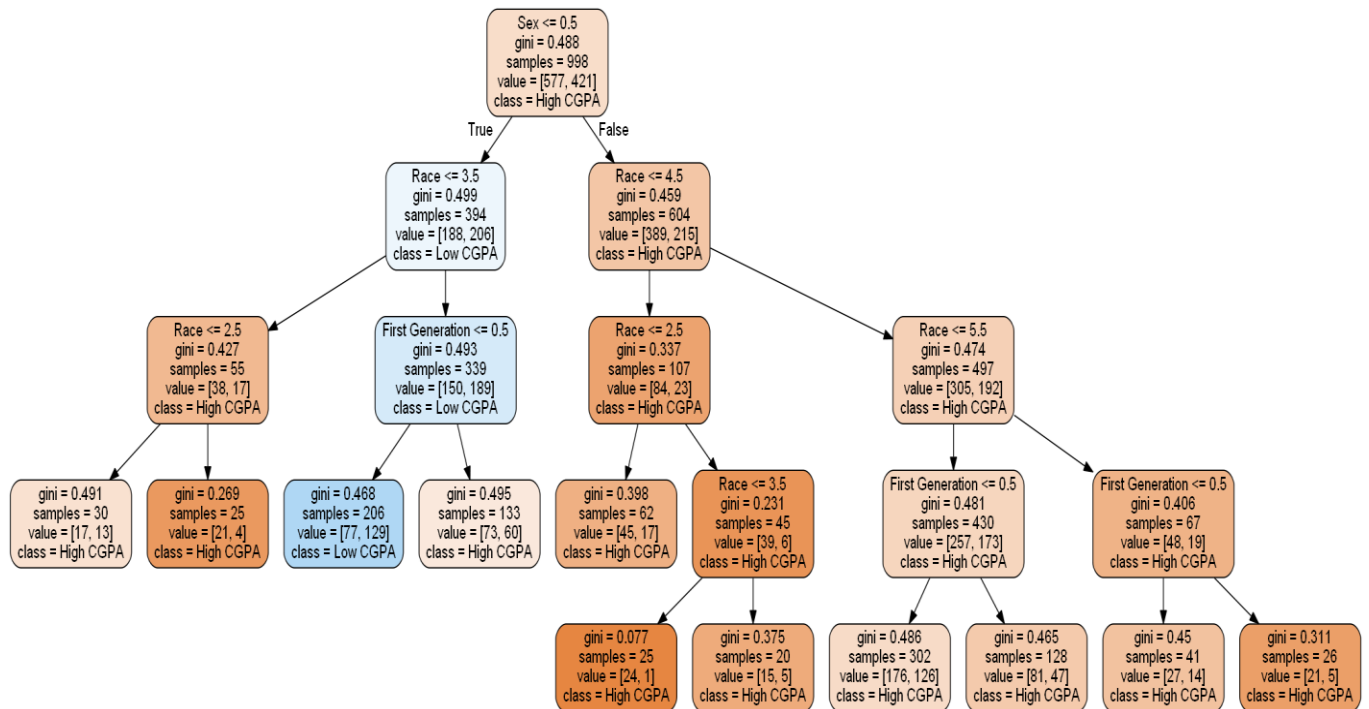 Sex <= 0.5
gini = 0.488
samples = 998
value = [577, 421]
class = High CGPA
True
False
Race <= 3.5
gini = 0.499
samples = 394
value = [188, 206]
class = Low CGPA
Race <= 4.5
gini = 0.459
samples = 604
value = [389, 215]
class = High CGPA
Race <= 2.5
gini = 0.427
samples = 55
value = [38, 17]
class = High CGPA
First Generation <= 0.5
gini = 0.493
samples = 339
value = [150, 189]
class = Low CGPA
Race <= 2.5
gini = 0.337
samples = 107
value = [84, 23]
class = High CGPA
Race <= 5.5
gini = 0.474
samples = 497
value = [305, 192]
class = High CGPA
gini = 0.491
samples = 30
value = [17, 13]
class = High CGPA
gini = 0.269
samples = 25
value = [21, 4]
class = High CGPA
gini = 0.468
samples = 206
value = [77, 129]
class = Low CGPA
gini = 0.495
samples = 133
value = [73, 60]
class = High CGPA
gini = 0.398
samples = 62
value = [45, 17]
class = High CGPA
Race <= 3.5
gini = 0.231
samples = 45
value = [39, 6]
class = High CGPA
First Generation <= 0.5
gini = 0.481
samples = 430
value = [257, 173]
class = High CGPA
First Generation <= 0.5
gini = 0.406
samples = 67
value = [48, 19]
class = High CGPA
gini = 0.077
samples = 25
value = [24, 1]
class = High CGPA
gini = 0.375
samples = 20
value = [15, 5]
class = High CGPA
gini = 0.486
samples = 302
value = [176, 126]
class = High CGPA
gini = 0.465
samples = 128
value = [81, 47]
class = High CGPA
gini = 0.45
samples = 41
value = [27, 14]
class = High CGPA
gini = 0.311
samples = 26
value = [21, 5]
class = High CGPA